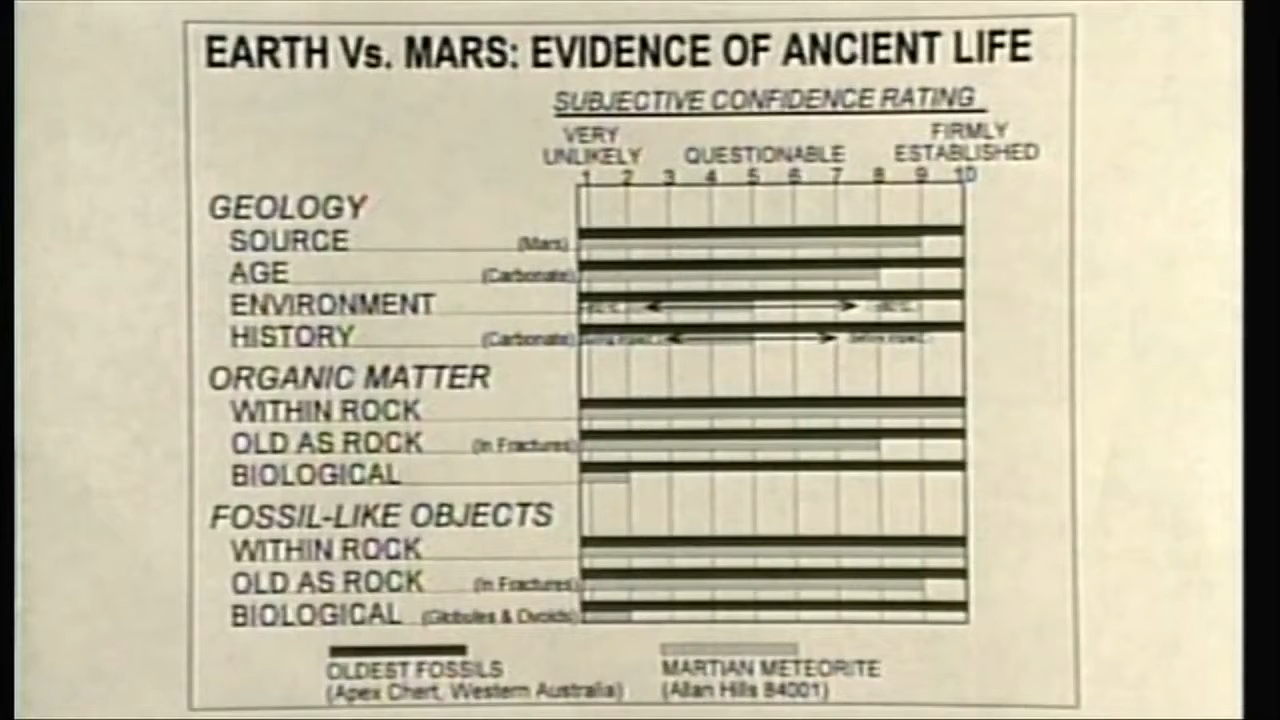 EARTH Vs. MARS: EVIDENCE OF ANCIENT LIFE
SUBJECTIVE CONFIDENCE RATING
VERY UNLIKELY QUESTIONABLE FIRMLY ESTABLISHED
1 2 3 4 5 6 7 8 9 10
GEOLOGY
SOURCE (Mars)
AGE (Carbonate)
ENVIRONMENT
HISTORY (Carbonate)
ORGANIC MATTER
WITHIN ROCK
OLD AS ROCK (In Fractures)
BIOLOGICAL
FOSSIL-LIKE OBJECTS
WITHIN ROCK
OLD AS ROCK (In Fractures)
BIOLOGICAL (Globules & Ovoids)
OLDEST FOSSILS MARTIAN METEORITE
(Apex Chert, Western Australia) (Allan Hills 84001)